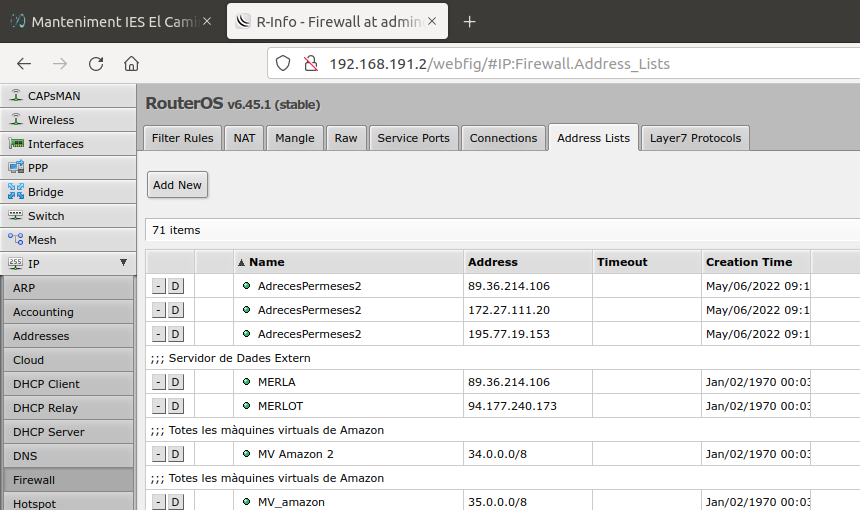 Manteniment IES El Cami
R-Info - Firewall at admin
192.168.191.2/webfig/#IP:Firewall.Address_Lists
CAPsMAN
Wireless
Interfaces
PPP
Bridge
Switch
Mesh
IP
ARP
Accounting
Addresses
Cloud
DHCP Client
DHCP Relay
DHCP Server
DNS
Firewall
Hotspot
RouterOS v6.45.1 (stable)
Filter Rules NAT Mangle Raw Service Ports Connections Address Lists Layer7 Protocols
Add New
71 items
▲ Name Address Timeout Creation Time
- D AdrecesPermeses2 89.36.214.106 May/06/2022 09:1
- D AdrecesPermeses2 172.27.111.20 May/06/2022 09:1
- D AdrecesPermeses2 195.77.19.153 May/06/2022 09:1
;;; Servidor de Dades Extern
- D MERLA 89.36.214.106 Jan/02/1970 00:03
- D MERLOT 94.177.240.173 Jan/02/1970 00:03
;;; Totes les màquines virtuals de Amazon
- D MV Amazon 2 34.0.0.0/8 Jan/02/1970 00:03
;;; Totes les màquines virtuals de Amazon
- D MV_amazon 35.0.0.0/8 Jan/02/1970 00:03